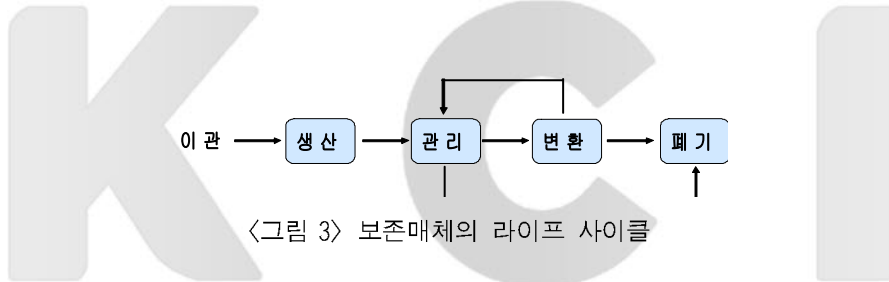 K C I
이 관 생 산 관 리 변 환 폐 기
〈그림 3〉 보존매체의 라이프 사이클